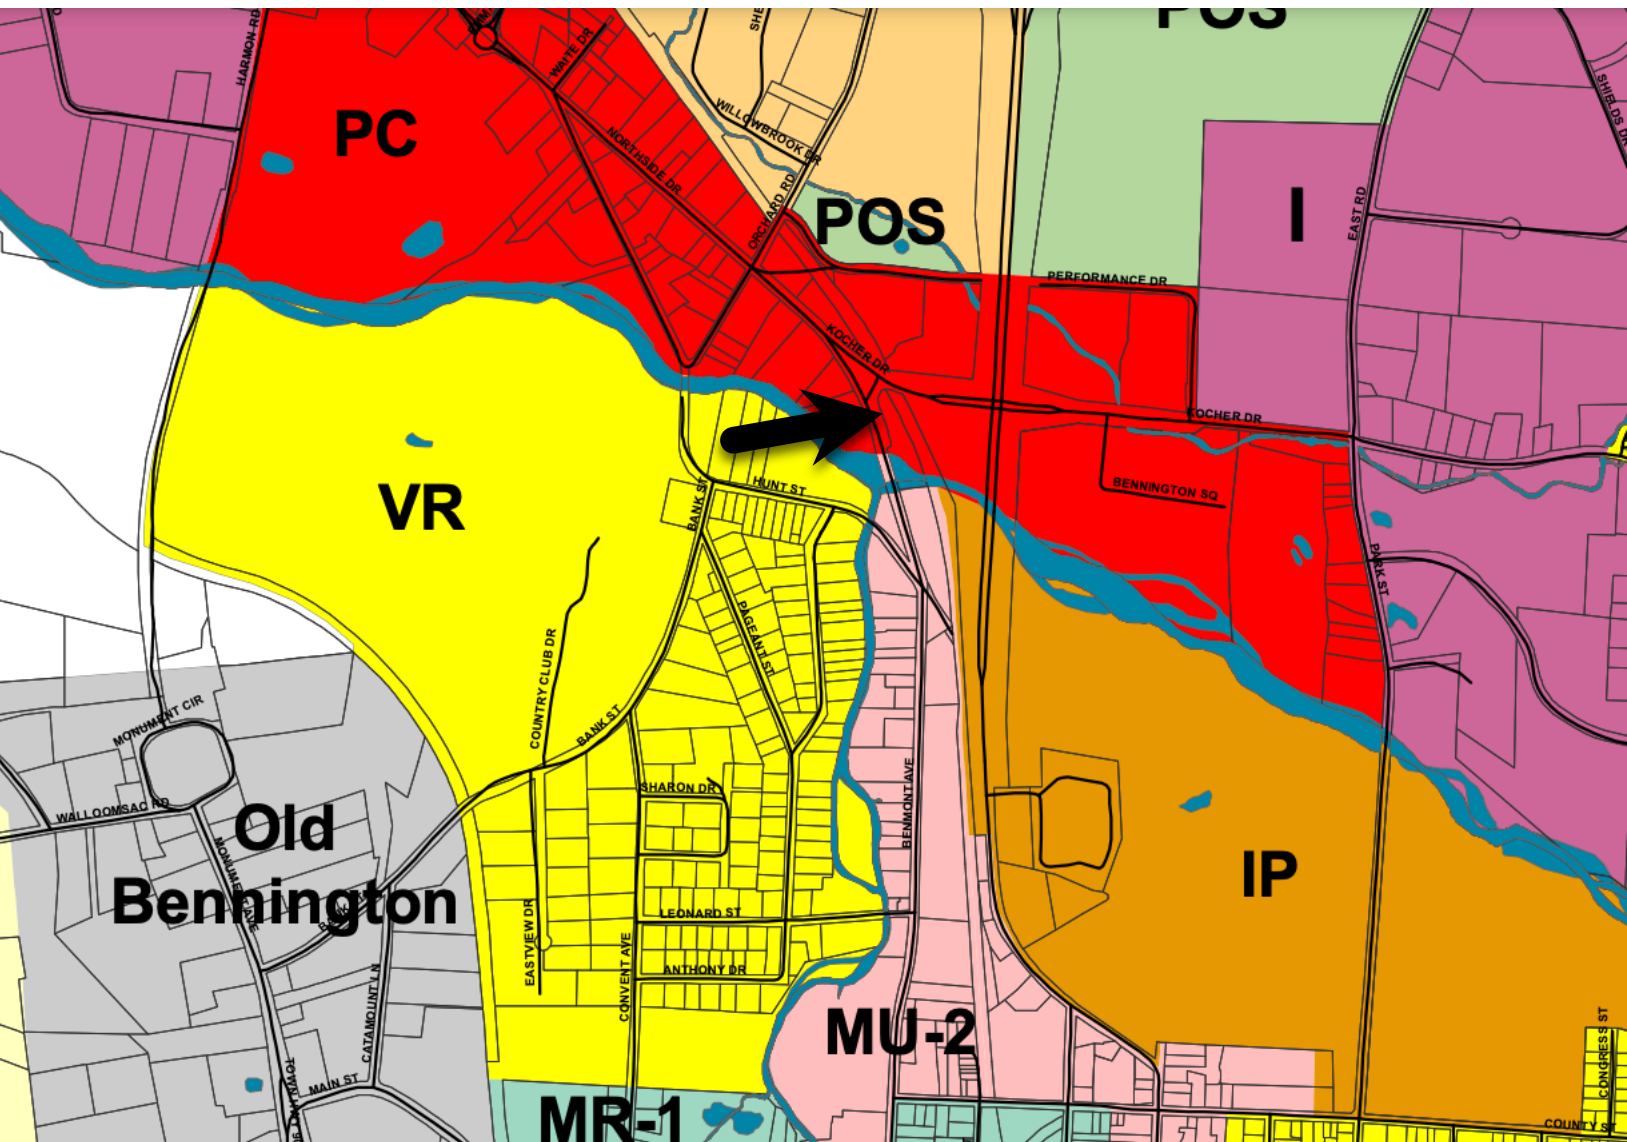 POS
HARMON RD
WAITE DR
PC
WILLOWBROOK DR
NORTHSIDE DR
SHIELDS DR
ORCHARD RD
POS
I
EAST RD
PERFORMANCE DR
KOCHER DR
KOCHER DR
VR
HUNT ST
BANK ST
BENNINGTON SQ
PARK ST
PAGEANT ST
COUNTRY CLUB DR
BANK ST
MONUMENT CIR
BENMONT AVE
SHARON DR
WALLOOMSAC RD
Old
Bennington
MONUMENT AVE
IP
LEONARD ST
EASTVIEW DR
CONVENT AVE
ANTHONY DR
CATAMOUNT LN
MU-2
CONGRESS ST
MAIN ST
MR-1
COUNTY ST